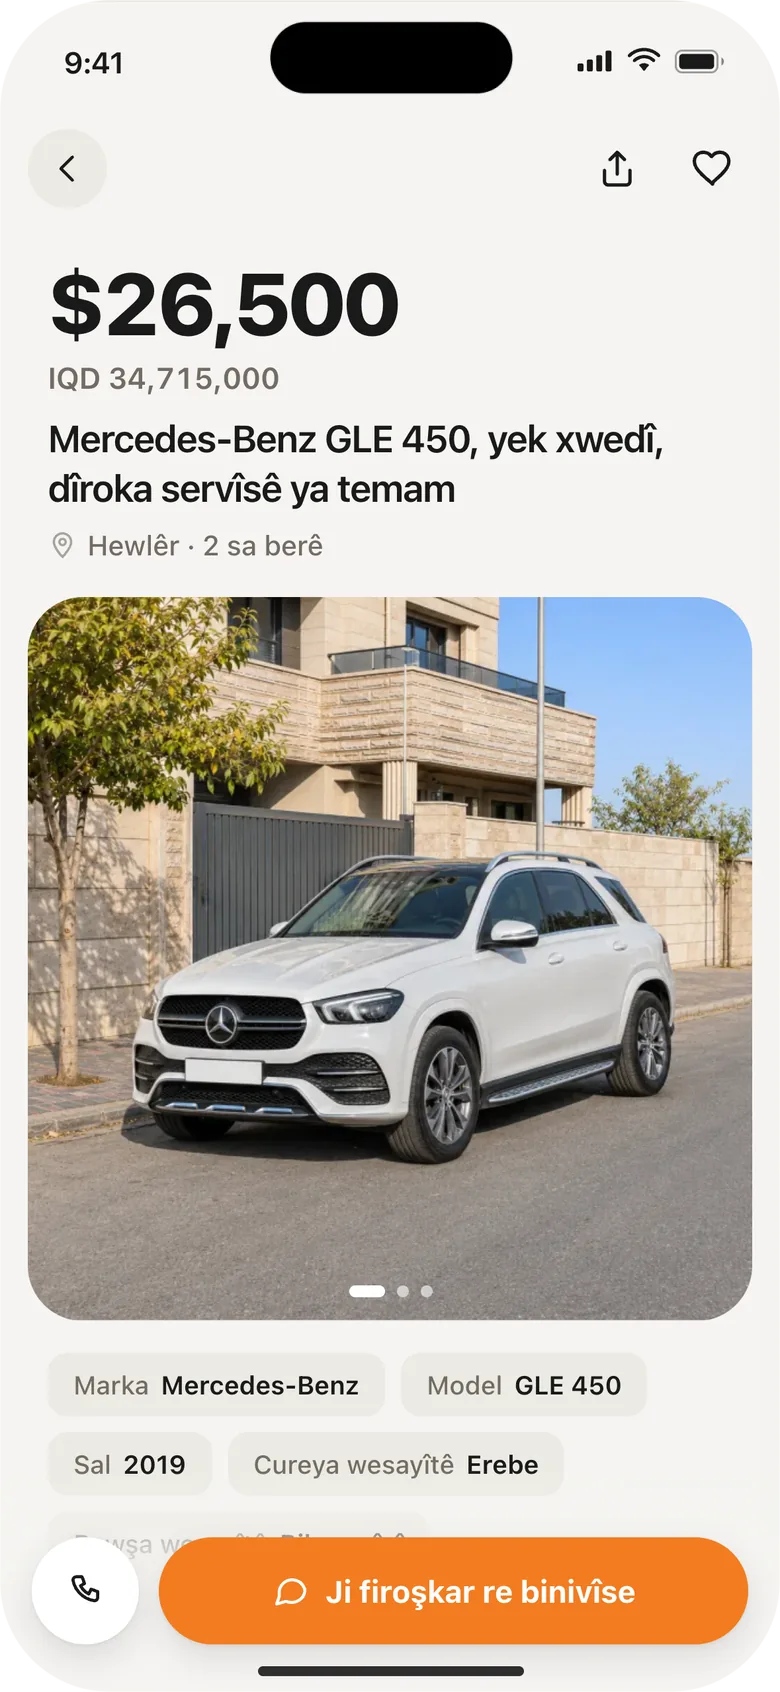 9:41
$26,500
IQD 34,715,000
Mercedes-Benz GLE 450, yek xwedî,
dîroka servîsê ya temam
Hewlêr · 2 sa berê
Marka Mercedes-Benz Model GLE 450
Sal 2019 Cureya wesayîtê Erebe
Ji firoşkar re binivîse